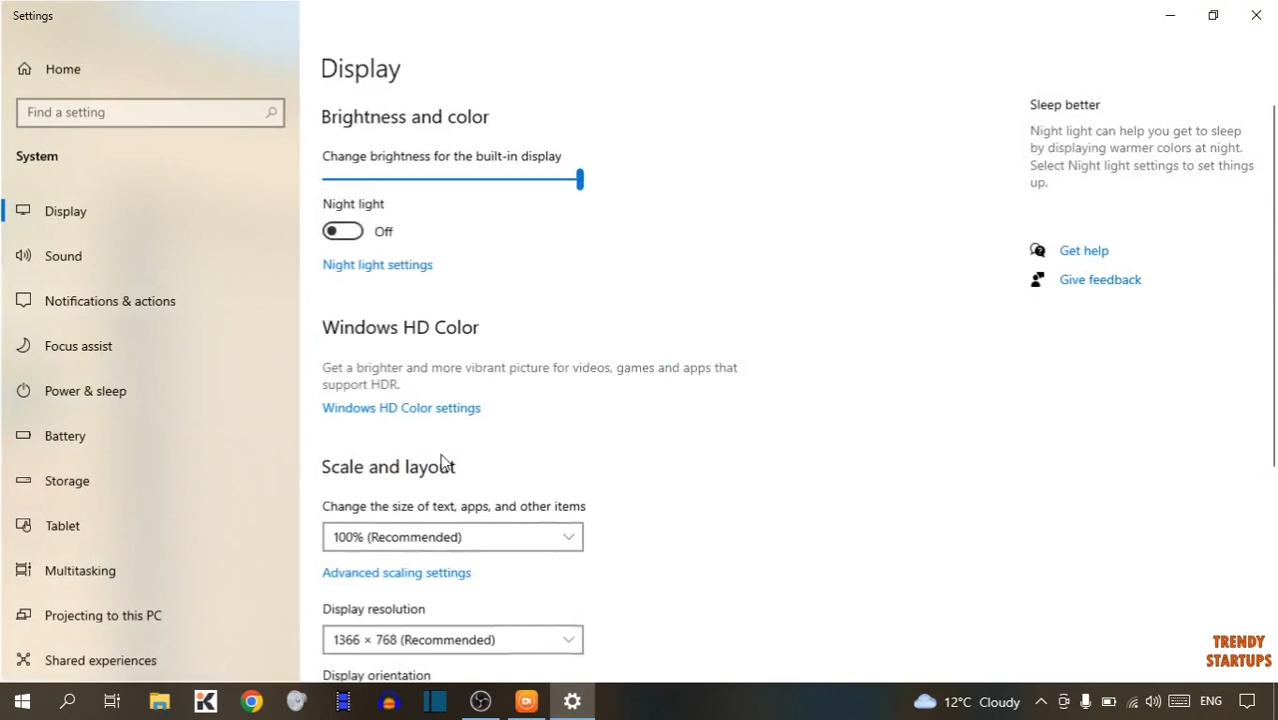 Settings
Home
Find a setting
System
Display
Sound
Notifications & actions
Focus assist
Power & sleep
Battery
Storage
Tablet
Multitasking
Projecting to this PC
Shared experiences
Display
Brightness and color
Change brightness for the built-in display
Night light
Off
Night light settings
Windows HD Color
Get a brighter and more vibrant picture for videos, games and apps that
support HDR.
Windows HD Color settings
Scale and layout
Change the size of text, apps, and other items
100% (Recommended)
Advanced scaling settings
Display resolution
1366 × 768 (Recommended)
Display orientation
Sleep better
Night light can help you get to sleep
by displaying warmer colors at night.
Select Night light settings to set things
up.
Get help
Give feedback
TRENDY
STARTUPS
12°C Cloudy
ENG